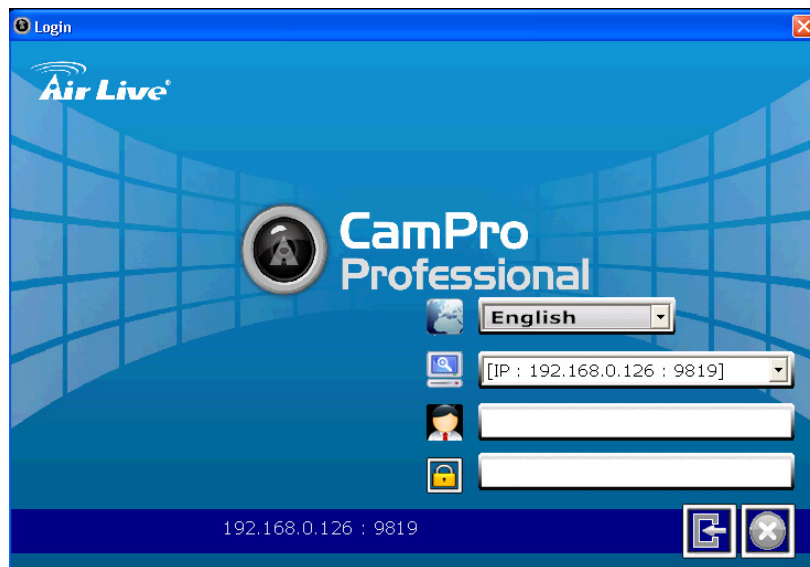 Login
Air Live®
CamPro
Professional
English
[IP : 192.168.0.126 : 9819]
192.168.0.126 : 9819